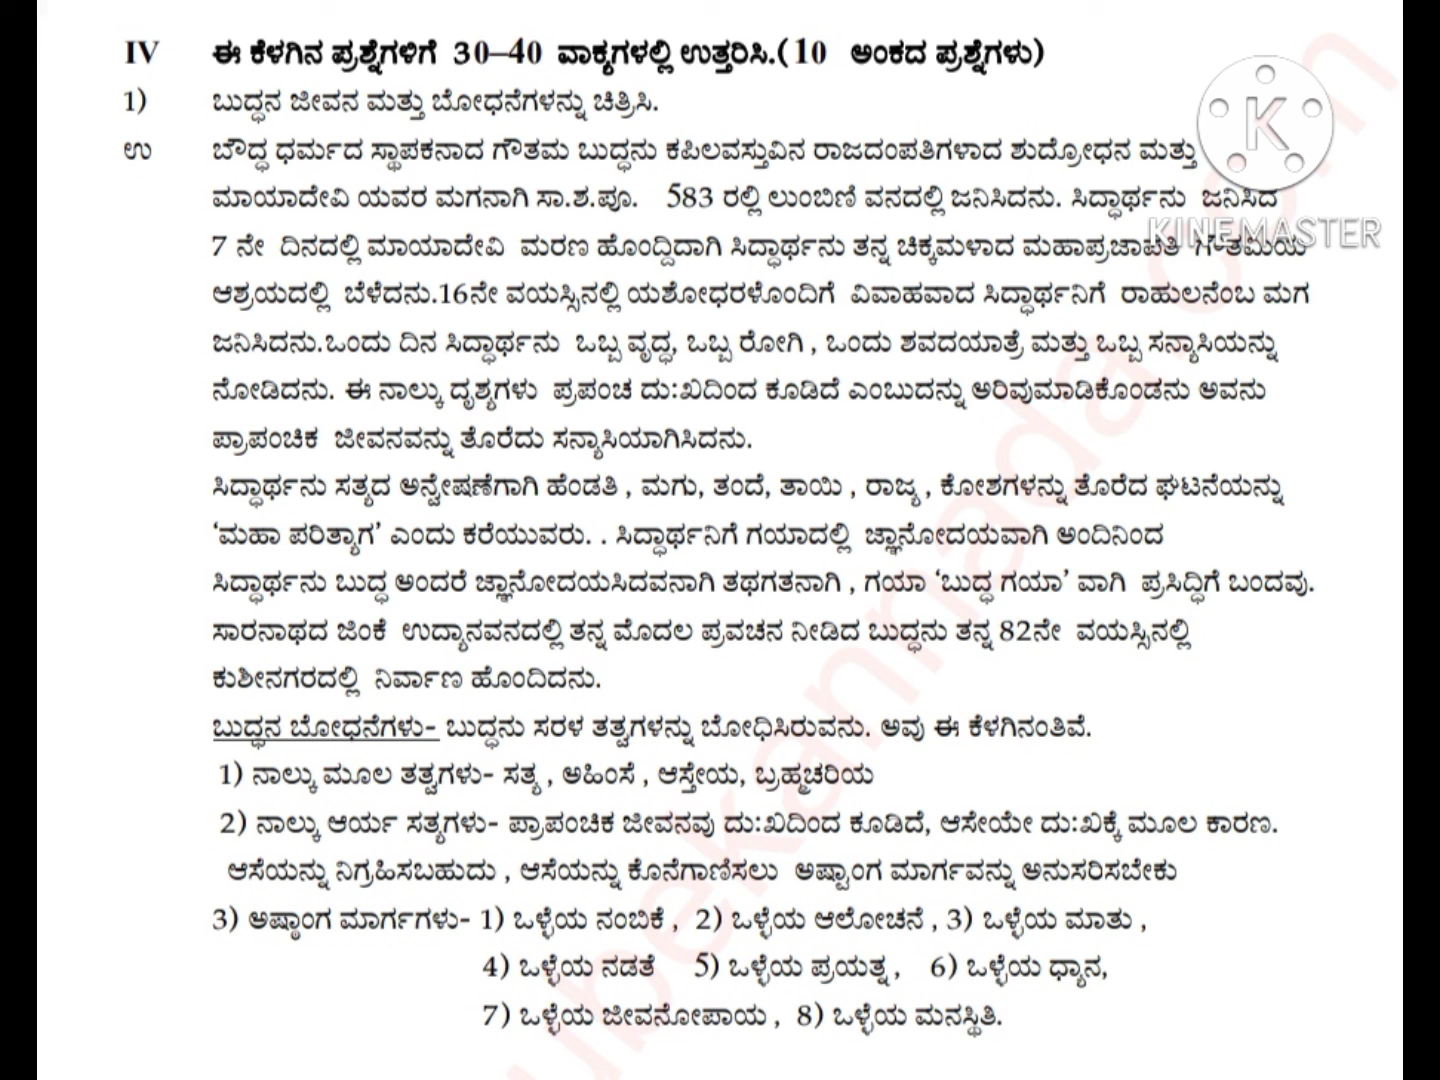 IV ಈ ಕೆಳಗಿನ ಪ್ರಶ್ನೆಗಳಿಗೆ 30–40 ವಾಕ್ಯಗಳಲ್ಲಿ ಉತ್ತರಿಸಿ.(10 ಅಂಕದ ಪ್ರಶ್ನೆಗಳು)
1) ಬುದ್ಧನ ಜೀವನ ಮತ್ತು ಬೋಧನೆಗಳನ್ನು ಚಿತ್ರಿಸಿ.
ಉ ಬೌದ್ಧ ಧರ್ಮದ ಸ್ಥಾಪಕನಾದ ಗೌತಮ ಬುದ್ಧನು ಕಪಿಲವಸ್ತುವಿನ ರಾಜದಂಪತಿಗಳಾದ ಶುದ್ರೋಧನ ಮತ್ತು
ಮಾಯಾದೇವಿ ಯವರ ಮಗನಾಗಿ ಸಾ.ಶ.ಪೂ. 583 ರಲ್ಲಿ ಲುಂಬಿಣಿ ವನದಲ್ಲಿ ಜನಿಸಿದನು. ಸಿದ್ಧಾರ್ಥನು ಜನಿಸಿದ
7 ನೇ ದಿನದಲ್ಲಿ ಮಾಯಾದೇವಿ ಮರಣ ಹೊಂದ್ದಿದಾಗಿ ಸಿದ್ಧಾರ್ಥನು ತನ್ನ ಚಿಕ್ಕಮಳಾದ ಮಹಾಪ್ರಜಾಪತಿ ಗೌತಮಿಯ
ಆಶ್ರಯದಲ್ಲಿ ಬೆಳೆದನು.16ನೇ ವಯಸ್ಸಿನಲ್ಲಿ ಯಶೋಧರಳೊಂದಿಗೆ ವಿವಾಹವಾದ ಸಿದ್ಧಾರ್ಥನಿಗೆ ರಾಹುಲನೆಂಬ ಮಗ
ಜನಿಸಿದನು.ಒಂದು ದಿನ ಸಿದ್ಧಾರ್ಥನು ಒಬ್ಬ ವೃದ್ಧ, ಒಬ್ಬ ರೋಗಿ , ಒಂದು ಶವದಯಾತ್ರೆ ಮತ್ತು ಒಬ್ಬ ಸನ್ಯಾಸಿಯನ್ನು
ನೋಡಿದನು. ಈ ನಾಲ್ಕು ದೃಶ್ಯಗಳು ಪ್ರಪಂಚ ದು:ಖದಿಂದ ಕೂಡಿದೆ ಎಂಬುದನ್ನು ಅರಿವುಮಾಡಿಕೊಂಡನು ಅವನು
ಪ್ರಾಪಂಚಿಕ ಜೀವನವನ್ನು ತೊರೆದು ಸನ್ಯಾಸಿಯಾಗಿಸಿದನು.
ಸಿದ್ಧಾರ್ಥನು ಸತ್ಯದ ಅನ್ವೇಷಣೆಗಾಗಿ ಹೆಂಡತಿ , ಮಗು, ತಂದೆ, ತಾಯಿ , ರಾಜ್ಯ , ಕೋಶಗಳನ್ನು ತೊರೆದ ಘಟನೆಯನ್ನು
‘ಮಹಾ ಪರಿತ್ಯಾಗ’ ಎಂದು ಕರೆಯುವರು. . ಸಿದ್ಧಾರ್ಥನಿಗೆ ಗಯಾದಲ್ಲಿ ಜ್ಞಾನೋದಯವಾಗಿ ಅಂದಿನಿಂದ
ಸಿದ್ಧಾರ್ಥನು ಬುದ್ಧ ಅಂದರೆ ಜ್ಞಾನೋದಯಸಿದವನಾಗಿ ತಥಗತನಾಗಿ , ಗಯಾ ‘ಬುದ್ಧ ಗಯಾ’ ವಾಗಿ ಪ್ರಸಿದ್ಧಿಗೆ ಬಂದವು.
ಸಾರನಾಥದ ಜಿಂಕೆ ಉದ್ಯಾನವನದಲ್ಲಿ ತನ್ನ ಮೊದಲ ಪ್ರವಚನ ನೀಡಿದ ಬುದ್ಧನು ತನ್ನ 82ನೇ ವಯಸ್ಸಿನಲ್ಲಿ
ಕುಶೀನಗರದಲ್ಲಿ ನಿರ್ವಾಣ ಹೊಂದಿದನು.
ಬುದ್ಧನ ಬೋಧನೆಗಳು- ಬುದ್ಧನು ಸರಳ ತತ್ವಗಳನ್ನು ಬೋಧಿಸಿರುವನು. ಅವು ಈ ಕೆಳಗಿನಂತಿವೆ.
1) ನಾಲ್ಕು ಮೂಲ ತತ್ವಗಳು- ಸತ್ಯ , ಅಹಿಂಸೆ , ಆಸ್ತೇಯ, ಬ್ರಹ್ಮಚರಿಯ
2) ನಾಲ್ಕು ಆರ್ಯ ಸತ್ಯಗಳು- ಪ್ರಾಪಂಚಿಕ ಜೀವನವು ದು:ಖದಿಂದ ಕೂಡಿದೆ, ಆಸೇಯೇ ದು:ಖಕ್ಕೆ ಮೂಲ ಕಾರಣ.
ಆಸೆಯನ್ನು ನಿಗ್ರಹಿಸಬಹುದು , ಆಸೆಯನ್ನು ಕೊನೆಗಾಣಿಸಲು ಅಷ್ಟಾಂಗ ಮಾರ್ಗವನ್ನು ಅನುಸರಿಸಬೇಕು
3) ಅಷ್ಠಾಂಗ ಮಾರ್ಗಗಳು- 1) ಒಳ್ಳೆಯ ನಂಬಿಕೆ , 2) ಒಳ್ಳೆಯ ಆಲೋಚನೆ , 3) ಒಳ್ಳೆಯ ಮಾತು ,
4) ಒಳ್ಳೆಯ ನಡತೆ 5) ಒಳ್ಳೆಯ ಪ್ರಯತ್ನ , 6) ಒಳ್ಳೆಯ ಧ್ಯಾನ,
7) ಒಳ್ಳೆಯ ಜೀವನೋಪಾಯ , 8) ಒಳ್ಳೆಯ ಮನಸ್ಥಿತಿ.
K
KINEMASTER
ubekannada.com